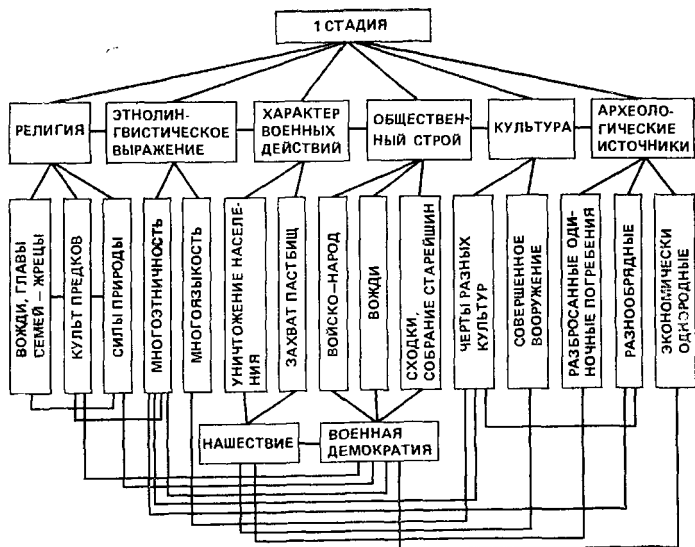 1 СТАДИЯ
РЕЛИГИЯ
ЭТНОЛИН-
ГВИСТИЧЕСКОЕ
ВЫРАЖЕНИЕ
ХАРАКТЕР
ВОЕННЫХ
ДЕЙСТВИЙ
ОБЩЕСТВЕН-
НЫЙ СТРОЙ
КУЛЬТУРА
АРХЕОЛО-
ГИЧЕСКИЕ
ИСТОЧНИКИ
ВОЖДИ, ГЛАВЫ
СЕМЕЙ – ЖРЕЦЫ
КУЛЬТ ПРЕДКОВ
СИЛЫ ПРИРОДЫ
МНОГОЭТНИЧНОСТЬ
МНОГОЯЗЫКОСТЬ
УНИЧТОЖЕНИЕ НАСЕЛЕ-
НИЯ
ЗАХВАТ ПАСТБИЩ
ВОЙСКО–НАРОД
ВОЖДИ
СХОДКИ,
СОБРАНИЕ СТАРЕЙШИН
ЧЕРТЫ РАЗНЫХ
КУЛЬТУР
СОВЕРШЕННОЕ
ВООРУЖЕНИЕ
РАЗБРОСАННЫЕ ОДИ-
НОЧНЫЕ ПОГРЕБЕНИЯ
РАЗНООБРЯДНЫЕ
ЭКОНОМИЧЕСКИ
ОДНОРОДНЫЕ
НАШЕСТВИЕ
ВОЕННАЯ
ДЕМОКРАТИЯ